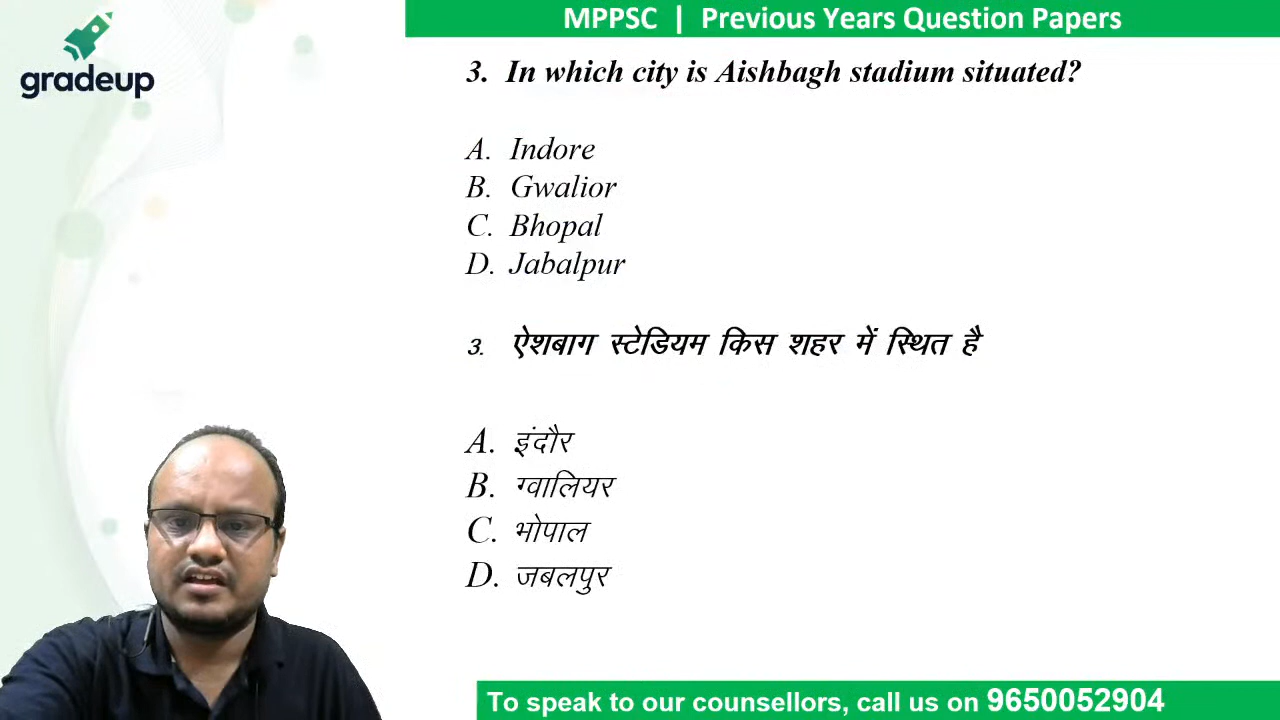 gradeup
MPPSC | Previous Years Question Papers
3. In which city is Aishbagh stadium situated?
A. Indore
B. Gwalior
C. Bhopal
D. Jabalpur
3. ऐशबाग स्टेडियम किस शहर में स्थित है
A. इंदौर
B. ग्वालियर
C. भोपाल
D. जबलपुर
To speak to our counsellors, call us on 9650052904